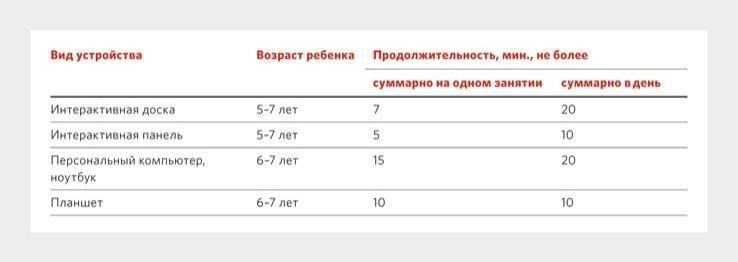 Вид устройства Возраст ребенка Продолжительность, мин., не более
суммарно на одном занятии суммарно в день
Интерактивная доска 5–7 лет 7 20
Интерактивная панель 5–7 лет 5 10
Персональный компьютер, 6–7 лет 15 20
ноутбук
Планшет 6–7 лет 10 10